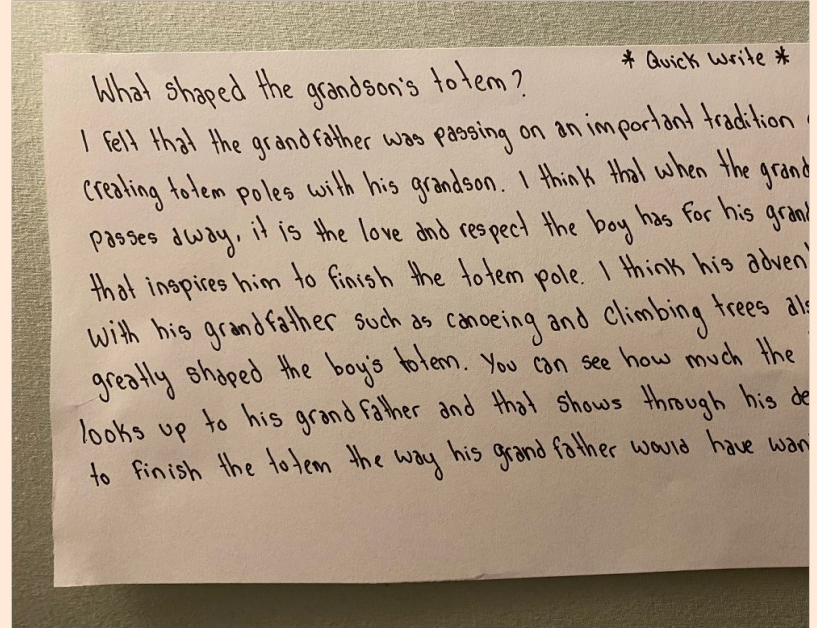 * Quick Write *
What shaped the grandson's totem?
I felt that the grandfather was passing on an important tradition
creating totem poles with his grandson. I think that when the
passes away, it is the love and respect the boy has for his
that inspires him to finish the totem pole. I think his
with his grandfather such as canoeing and climbing trees
greatly shaped the boy's totem. You can see how much the
looks up to his grandfather and that shows through his
to finish the totem the way his grandfather would have